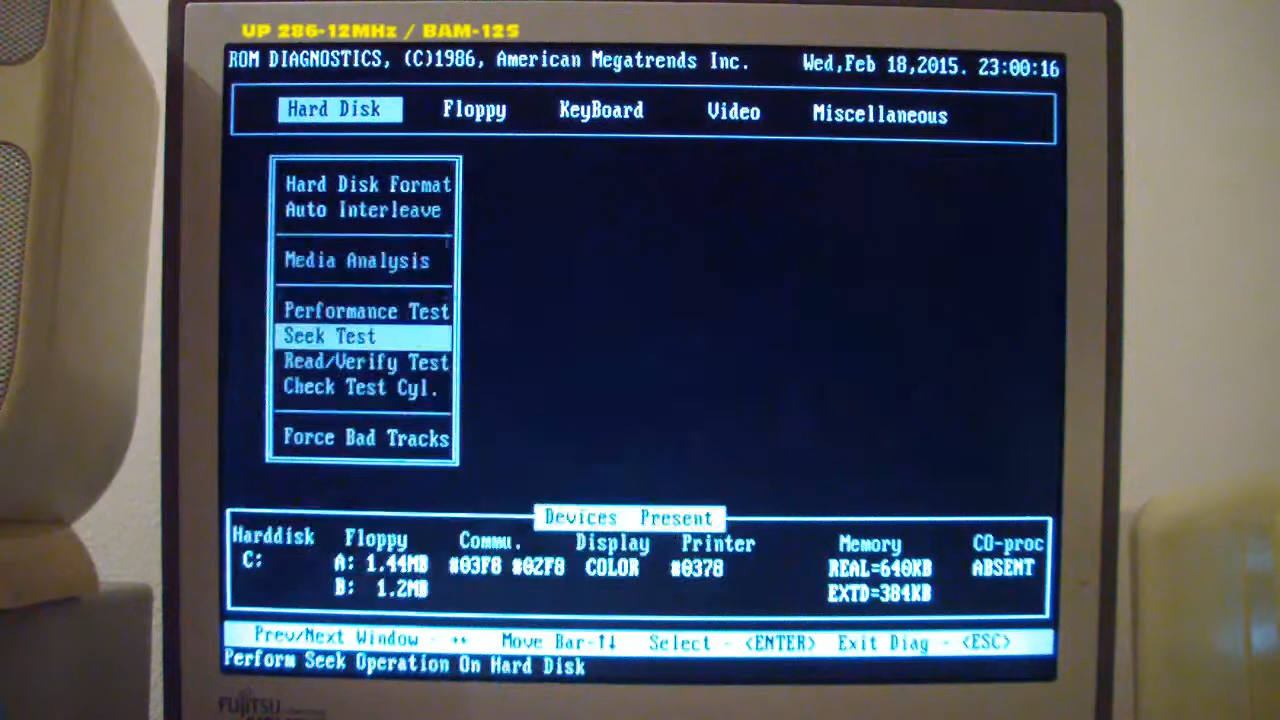 UP 286-12MHz / BAM-12S
ROM DIAGNOSTICS, (C)1986, American Megatrends Inc. Wed,Feb 18,2015. 23:00:16
Hard Disk Floppy KeyBoard Video Miscellaneous
Hard Disk Format
Auto Interleave
Media Analysis
Performance Test
Seek Test
Read/Verify Test
Check Test Cyl.
Force Bad Tracks
Devices Present
Harddisk Floppy Commu. Display Printer Memory CO-proc
C: A: 1.44MB #03F8 #02F8 COLOR #0378 REAL=640KB ABSENT
B: 1.2MB EXTD=384KB
Prev/Next Window - ↔ Move Bar-↑↓ Select - <ENTER> Exit Diag - <ESC>
Perform Seek Operation On Hard Disk
FUJITSU